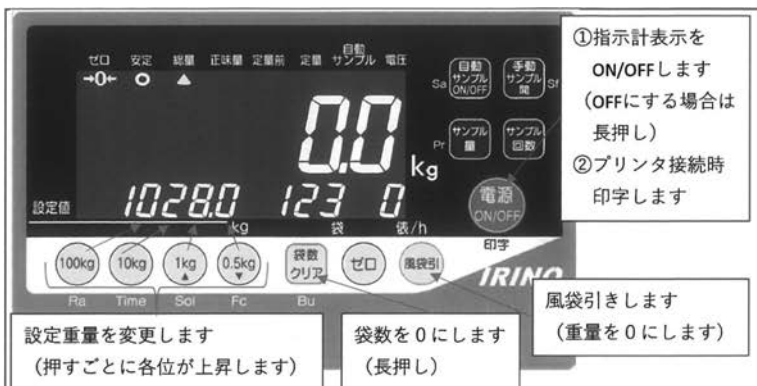 ゼロ 安定 総量 正味量 定量前 定量 自動サンプル 電圧
→0←
0.0 kg
設定値 1028.0 123 0
kg 袋 俵/h
Sa 自動サンプル ON/OFF
手動サンプル開 Sf
Pr サンプル量
サンプル回数
電源 ON/OFF
印字
100kg 10kg 1kg 0.5kg 袋数クリア ゼロ 風袋引
Ra Time Sol Fc Bu
IRINO
①指示計表示を
ON/OFFします
(OFFにする場合は
長押し)
②プリンタ接続時
印字します
設定重量を変更します
(押すごとに各位が上昇します)
袋数を0にします
(長押し)
風袋引きします
(重量を0にします)